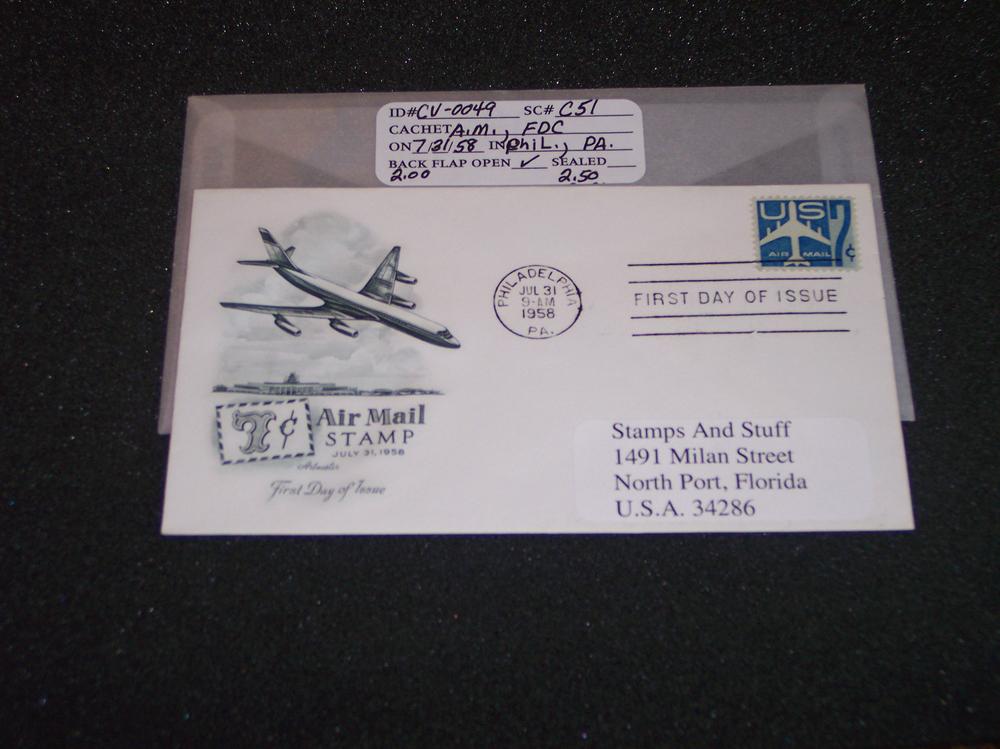 ID# CV-0049 SC# C51
CACHET A.M., FDC
ON 7/31/58 IN PhiL., PA.
BACK FLAP OPEN ✓ SEALED
2.00 2.50
US 7¢
AIR MAIL
PHILADELPHIA
JUL 31
9-AM
1958
PA.
FIRST DAY OF ISSUE
7¢ Air Mail
STAMP
JULY 31, 1958
Artmaster
First Day of Issue
Stamps And Stuff
1491 Milan Street
North Port, Florida
U.S.A. 34286